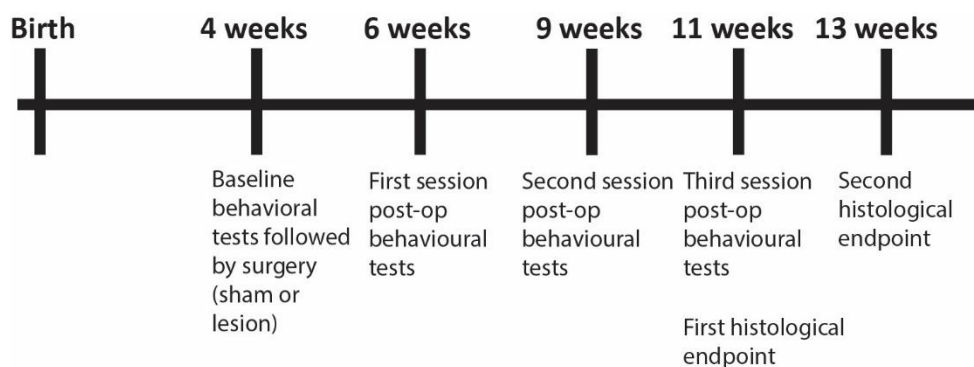 Birth
4 weeks
6 weeks
9 weeks
11 weeks
13 weeks
Baseline
behavioral
tests followed
by surgery
(sham or
lesion)
First session
post-op
behavioural
tests
Second session
post-op
behavioural
tests
Third session
post-op
behavioural
tests
First histological
endpoint
Second
histological
endpoint